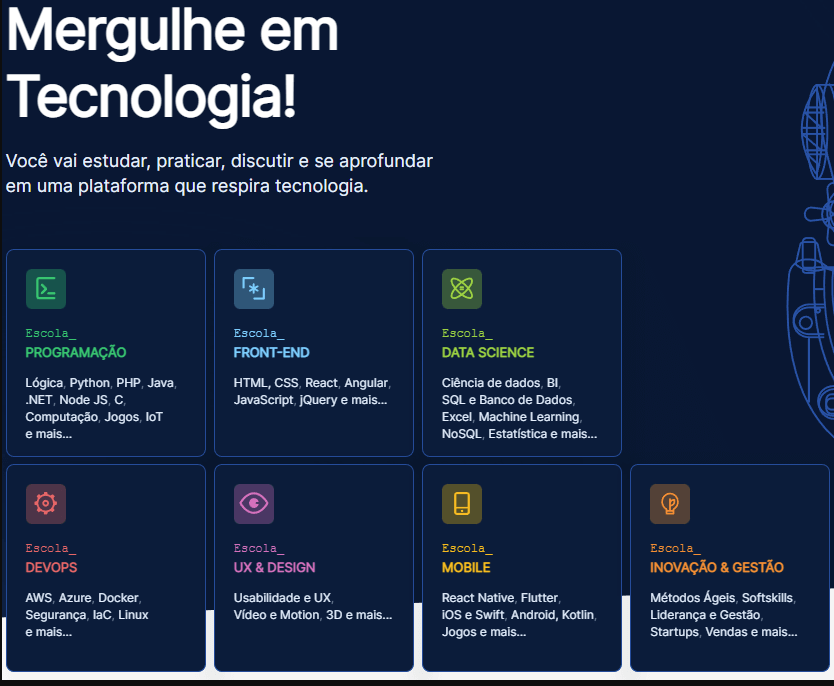 Mergulhe em
Tecnologia!
Você vai estudar, praticar, discutir e se aprofundar
em uma plataforma que respira tecnologia.
Escola_
PROGRAMAÇÃO
Lógica, Python, PHP, Java,
.NET, Node JS, C,
Computação, Jogos, IoT
e mais...
Escola_
FRONT-END
HTML, CSS, React, Angular,
JavaScript, jQuery e mais...
Escola_
DATA SCIENCE
Ciência de dados, BI,
SQL e Banco de Dados,
Excel, Machine Learning,
NoSQL, Estatística e mais...
Escola_
DEVOPS
AWS, Azure, Docker,
Segurança, IaC, Linux
e mais...
Escola_
UX & DESIGN
Usabilidade e UX,
Vídeo e Motion, 3D e mais...
Escola_
MOBILE
React Native, Flutter,
iOS e Swift, Android, Kotlin,
Jogos e mais...
Escola_
INOVAÇÃO & GESTÃO
Métodos Ágeis, Softskills,
Liderança e Gestão,
Startups, Vendas e mais...